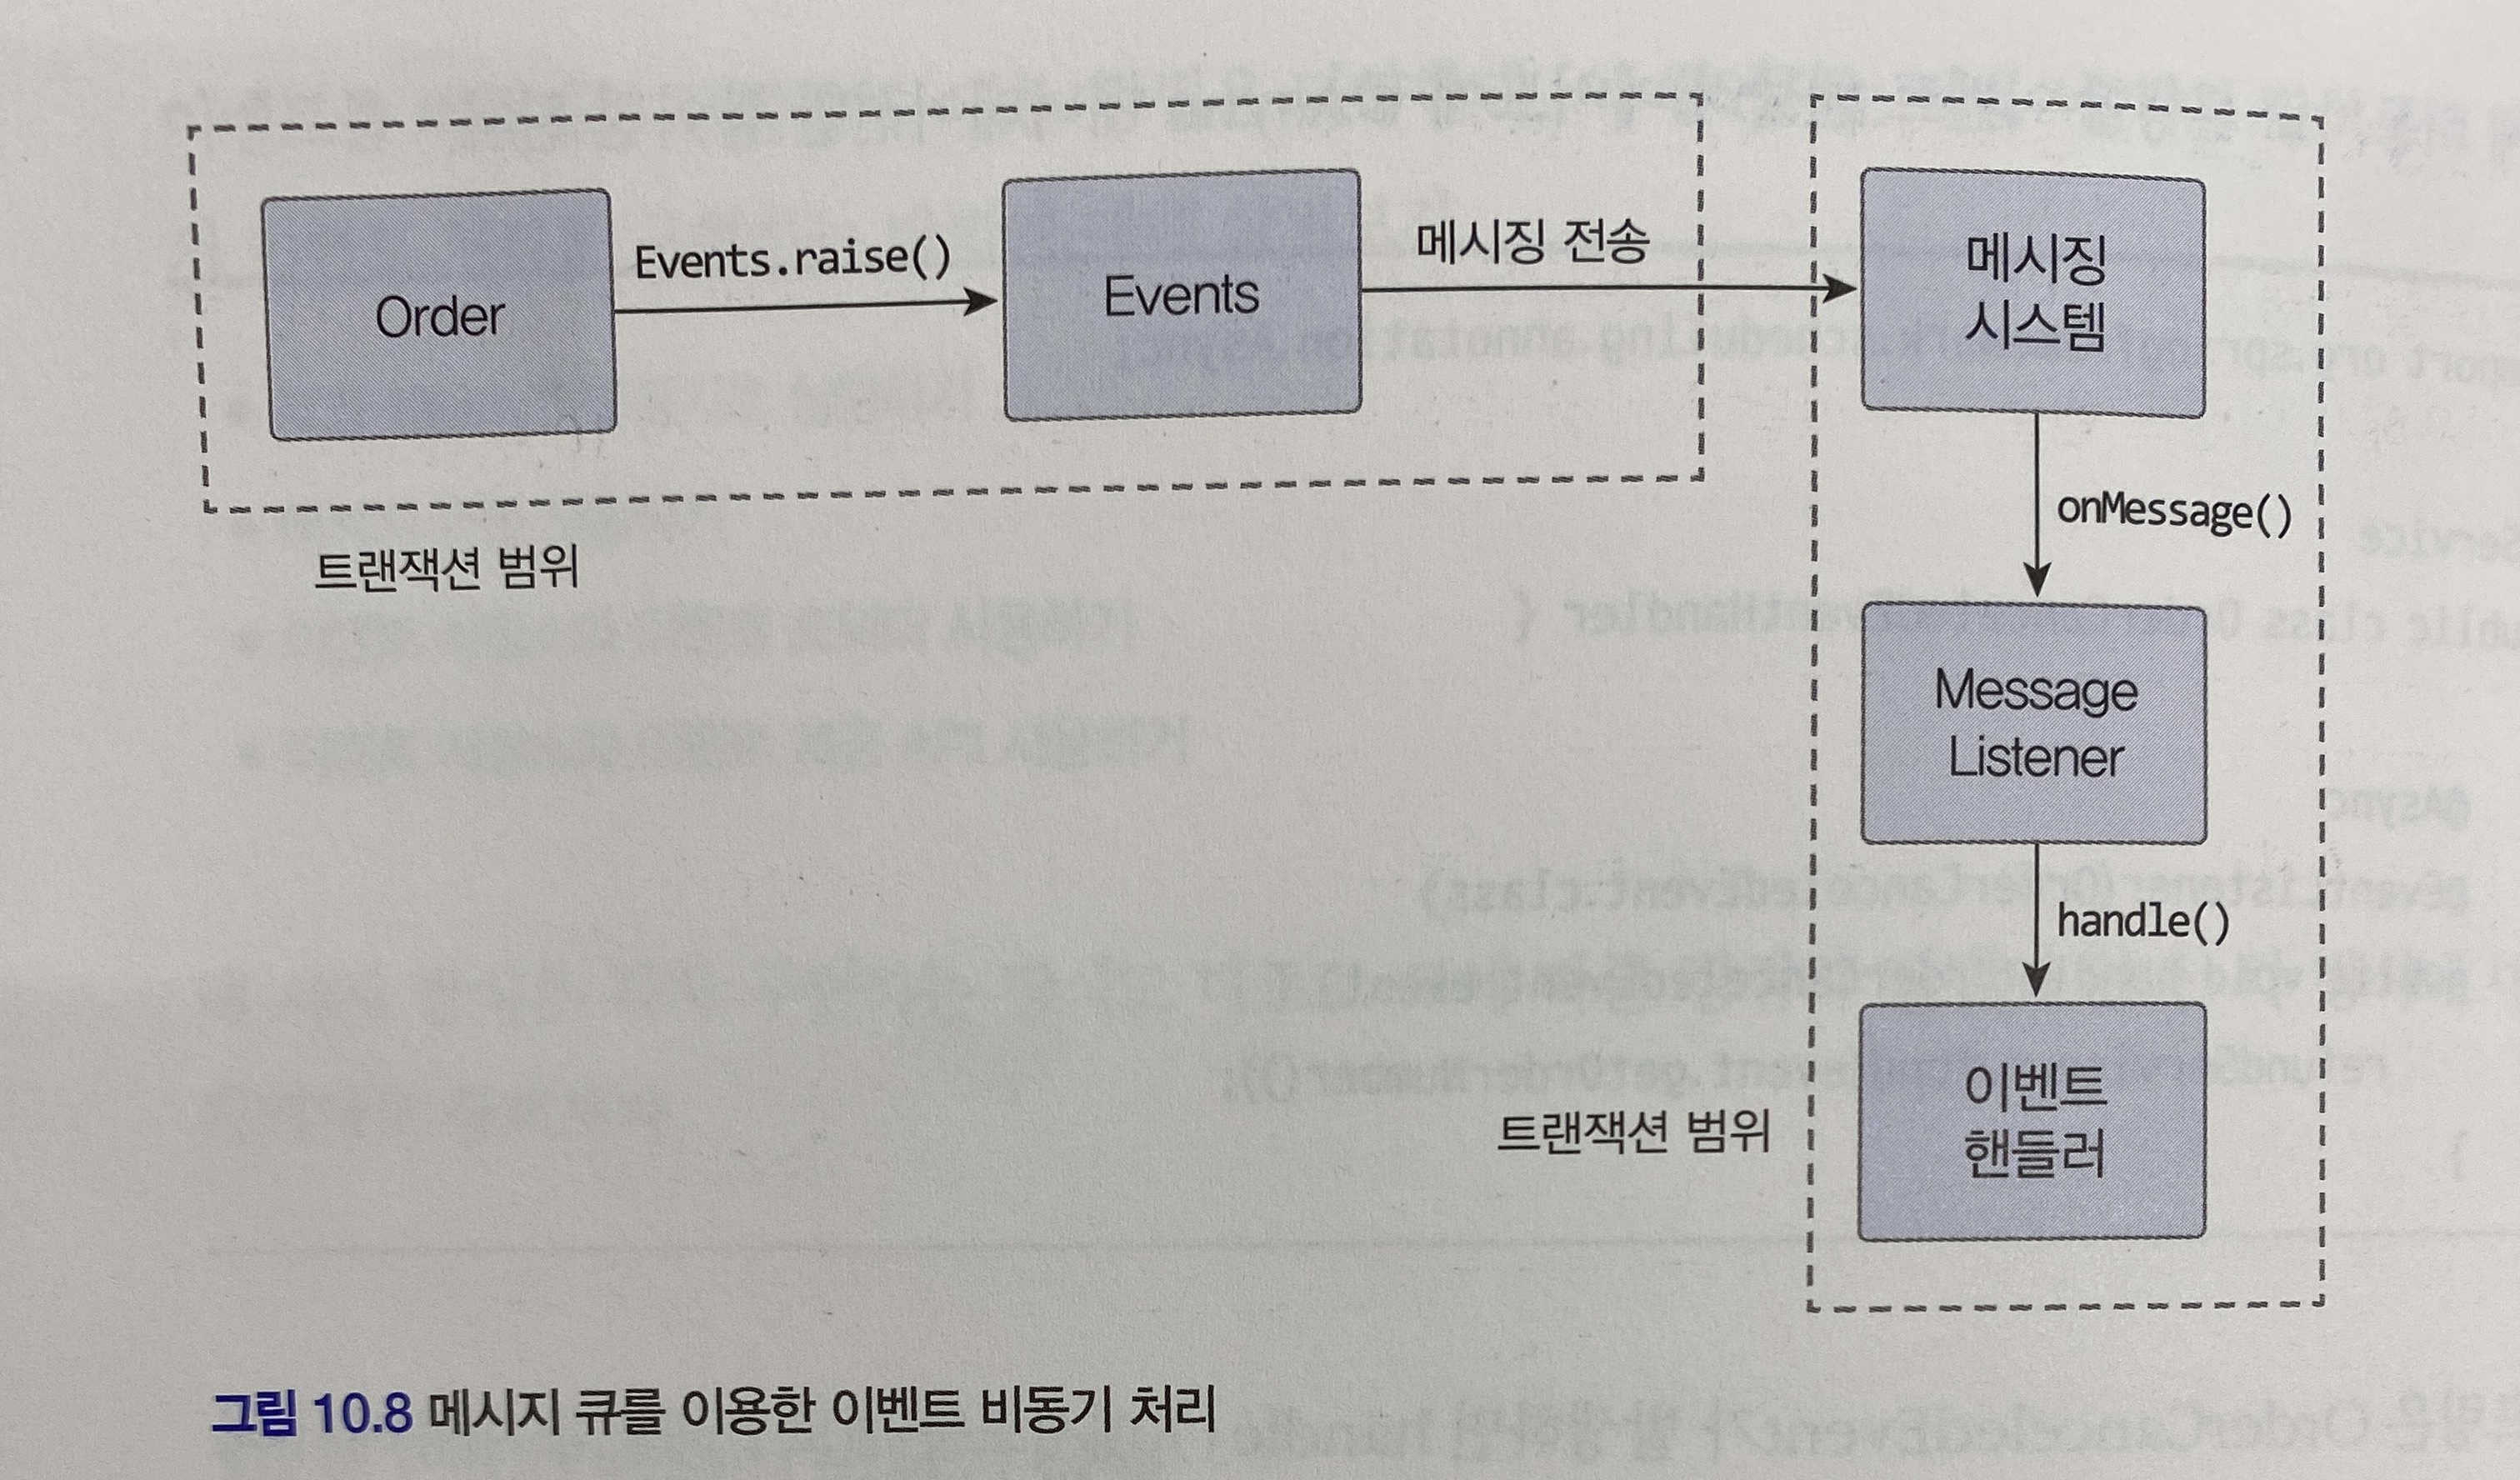 Order
Events.raise()
Events
메시징 전송
메시징
시스템
트랜잭션 범위
onMessage()
Message
Listener
handle()
트랜잭션 범위
이벤트
핸들러
그림 10.8 메시지 큐를 이용한 이벤트 비동기 처리